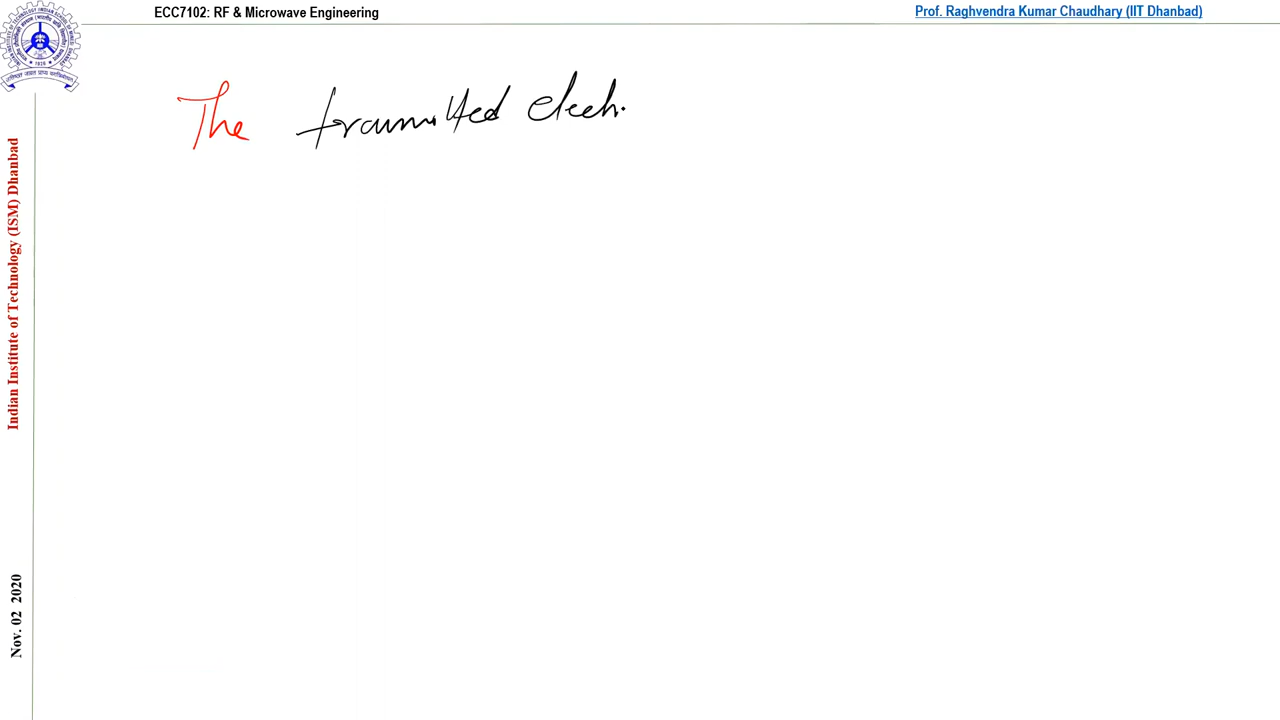 ECC7102: RF & Microwave Engineering
Prof. Raghvendra Kumar Chaudhary (IIT Dhanbad)
The transmitted electri
Indian Institute of Technology (ISM) Dhanbad
Nov. 02 2020